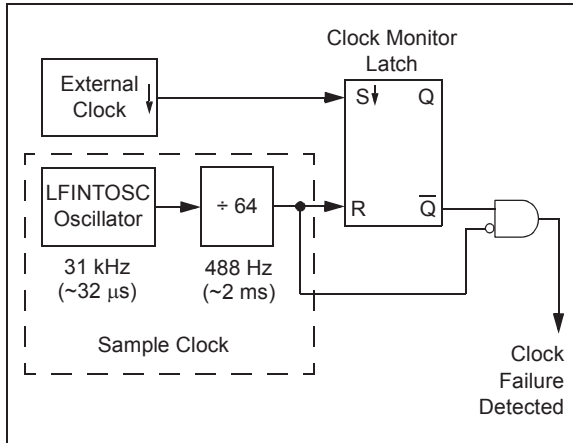 Clock Monitor
Latch
External
Clock
S
Q
LFINTOSC
Oscillator
÷ 64
R
Q̅
31 kHz
(~32 μs)
488 Hz
(~2 ms)
Sample Clock
Clock
Failure
Detected